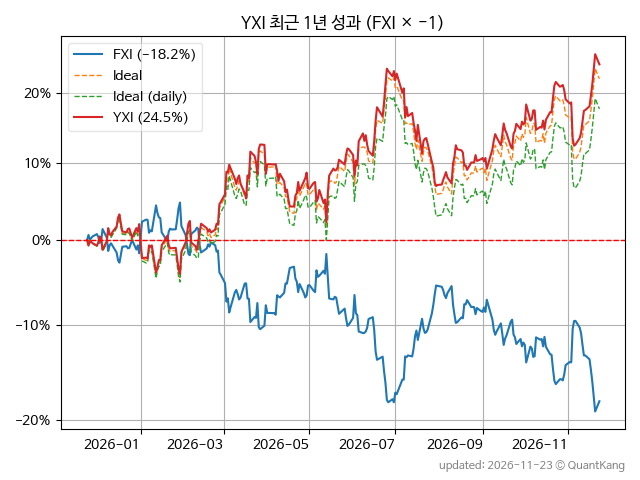 YXI 최근 1년 성과 (FXI × -1)
FXI (-18.2%)
Ideal
Ideal (daily)
YXI (24.5%)
20%
10%
0%
-10%
-20%
2026-01 2026-03 2026-05 2026-07 2026-09 2026-11
updated: 2026-11-23 © QuantKang